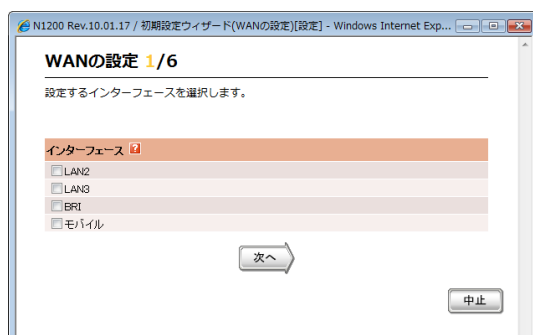 N1200 Rev.10.01.17 / 初期設定ウィザード(WANの設定)[設定] - Windows Internet Exp...
WANの設定 1/6
設定するインターフェースを選択します。
インターフェース ?
LAN2
LAN3
BRI
モバイル
次へ
中止